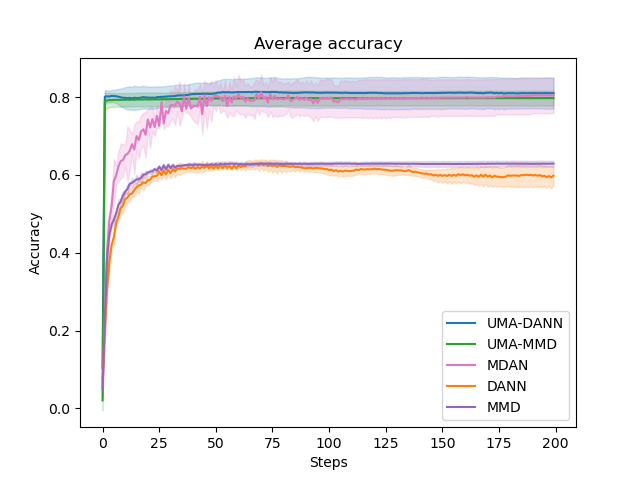 Average accuracy
Accuracy
0.8
0.6
0.4
0.2
0.0
UMA-DANN
UMA-MMD
MDAN
DANN
MMD
0 25 50 75 100 125 150 175 200
Steps